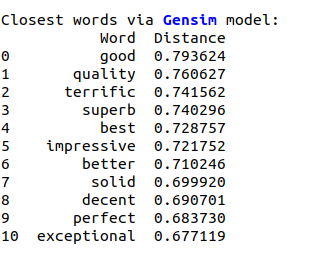 Closest words via Gensim model:
Word Distance
0 good 0.793624
1 quality 0.760627
2 terrific 0.741562
3 superb 0.740296
4 best 0.728757
5 impressive 0.721752
6 better 0.710246
7 solid 0.699920
8 decent 0.690701
9 perfect 0.683730
10 exceptional 0.677119